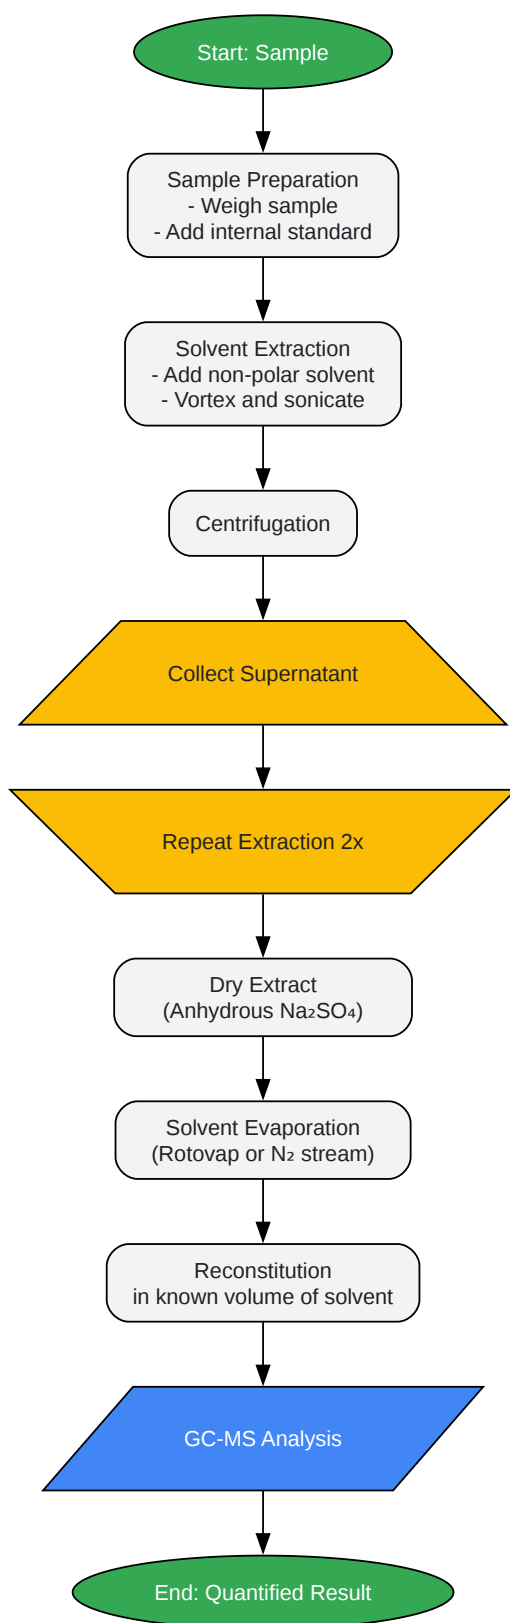 Start: Sample
Sample Preparation
- Weigh sample
- Add internal standard
Solvent Extraction
- Add non-polar solvent
- Vortex and sonicate
Centrifugation
Collect Supernatant
Repeat Extraction 2x
Dry Extract
(Anhydrous Na₂SO₄)
Solvent Evaporation
(Rotovap or N₂ stream)
Reconstitution
in known volume of solvent
GC-MS Analysis
End: Quantified Result